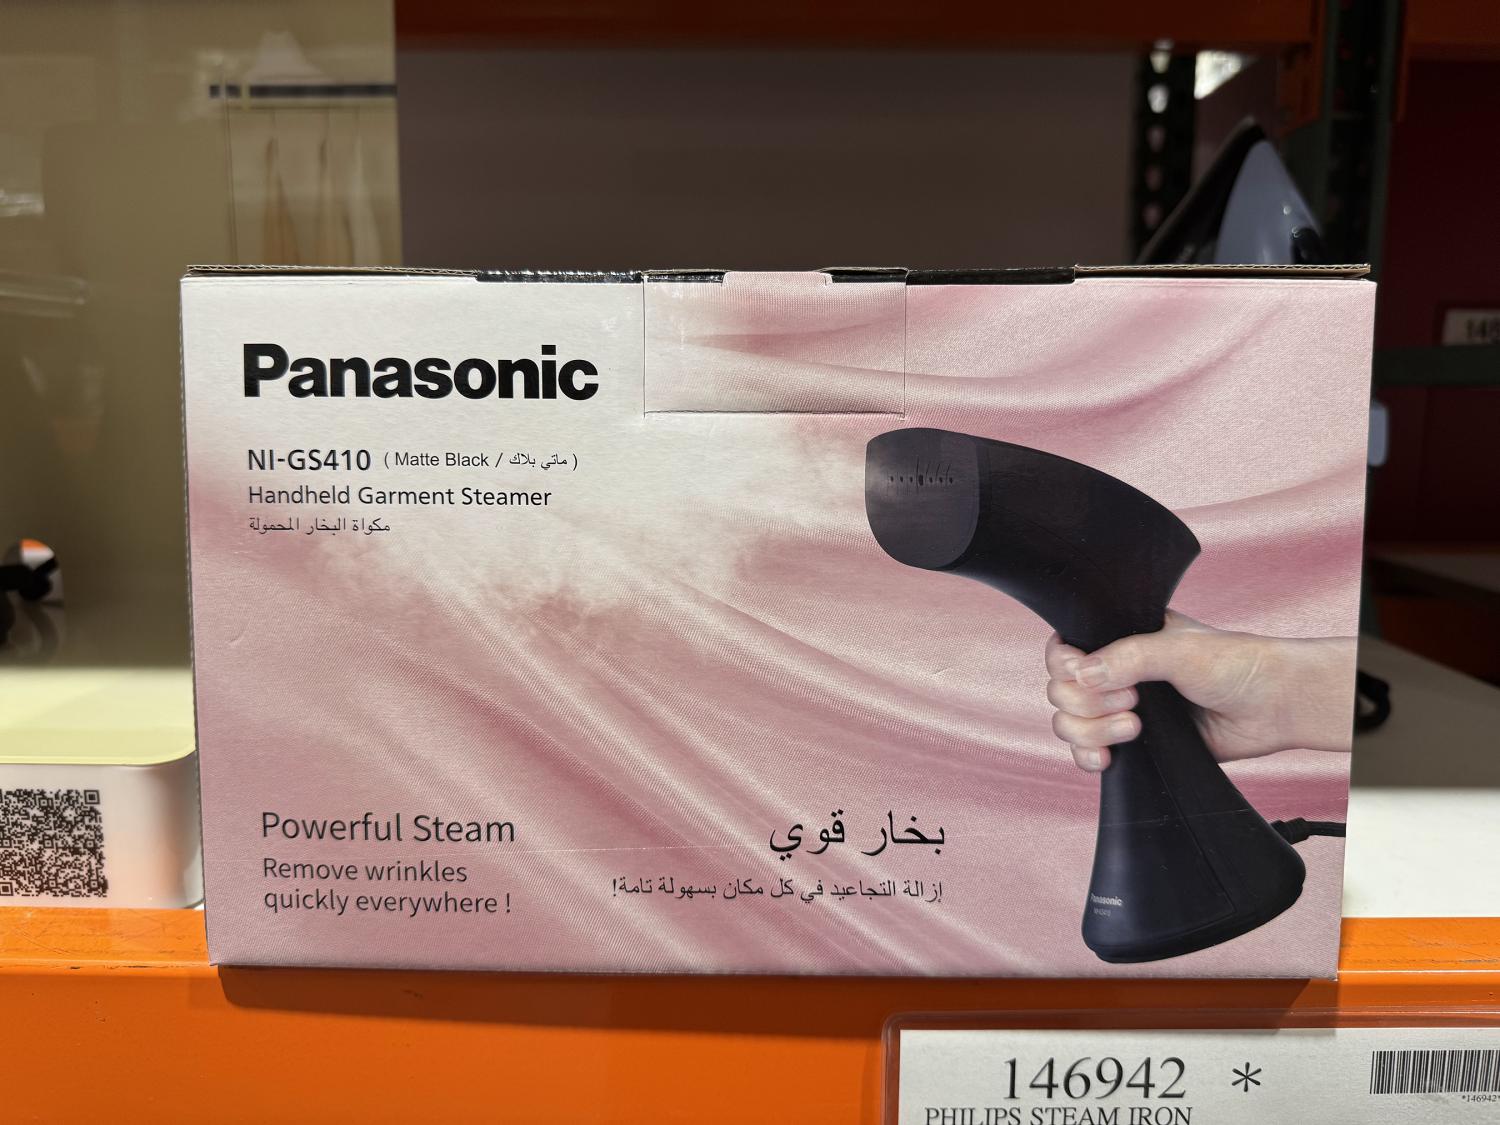 Panasonic
NI-GS410 ( Matte Black / ماتي بلاك )
Handheld Garment Steamer
مكواة البخار المحمولة
Powerful Steam
Remove wrinkles
quickly everywhere !
بخار قوي
إزالة التجاعيد في كل مكان بسهولة تامة!
Panasonic
146942 *
*146942*
PHILIPS STEAM IRON